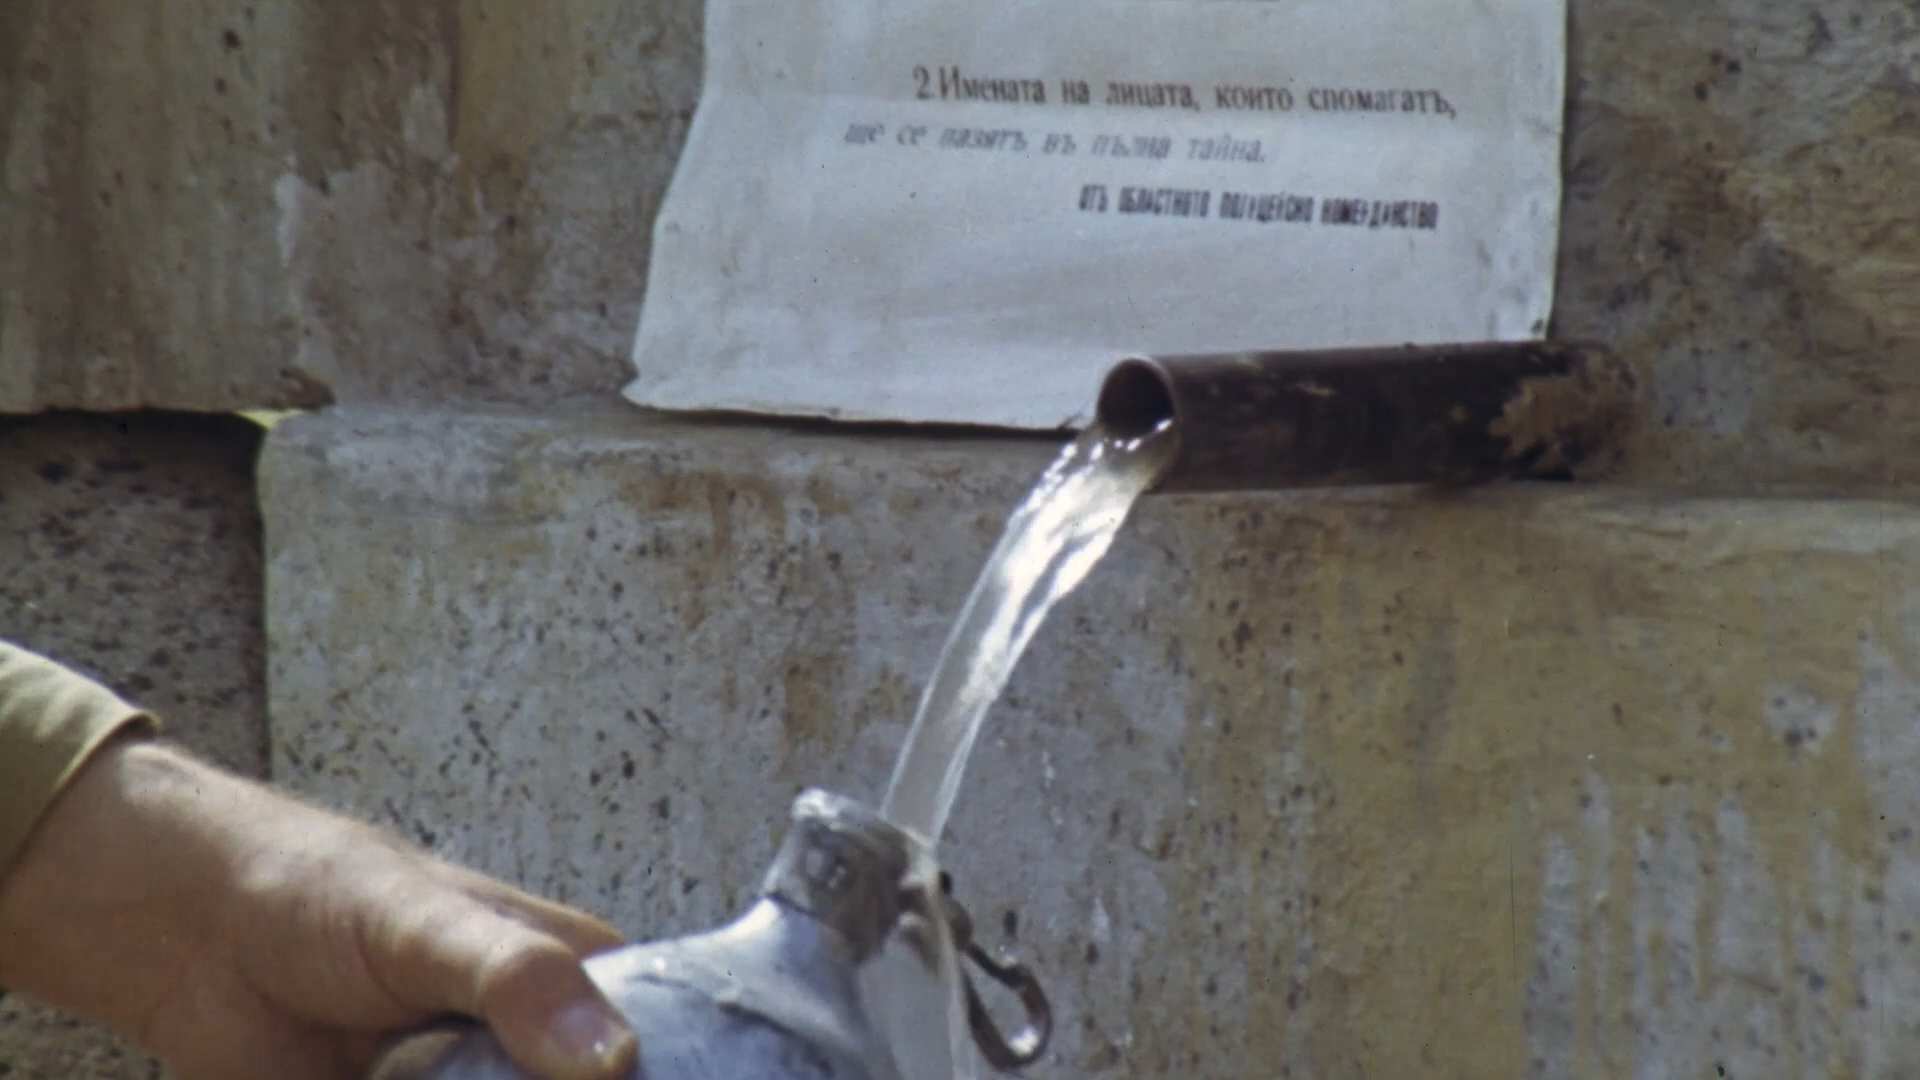 2.Имената на лицата, които спомагатъ,
ще се пазятъ въ пълна тайна.
ОТЪ ОБЛАСТНОТО ПОЛИЦЕЙСКО КОМЕНДАНСТВО